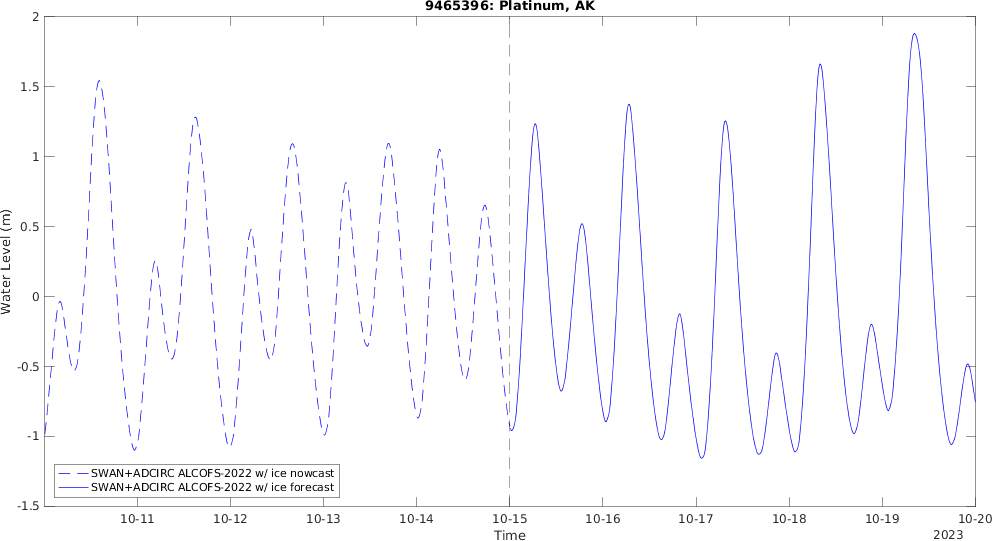 9465396: Platinum, AK
2
1.5
1
0.5
0
-0.5
-1
-1.5
Water Level (m)
SWAN+ADCIRC ALCOFS-2022 w/ ice nowcast
SWAN+ADCIRC ALCOFS-2022 w/ ice forecast
10-11 10-12 10-13 10-14 10-15 10-16 10-17 10-18 10-19 10-20
Time
2023